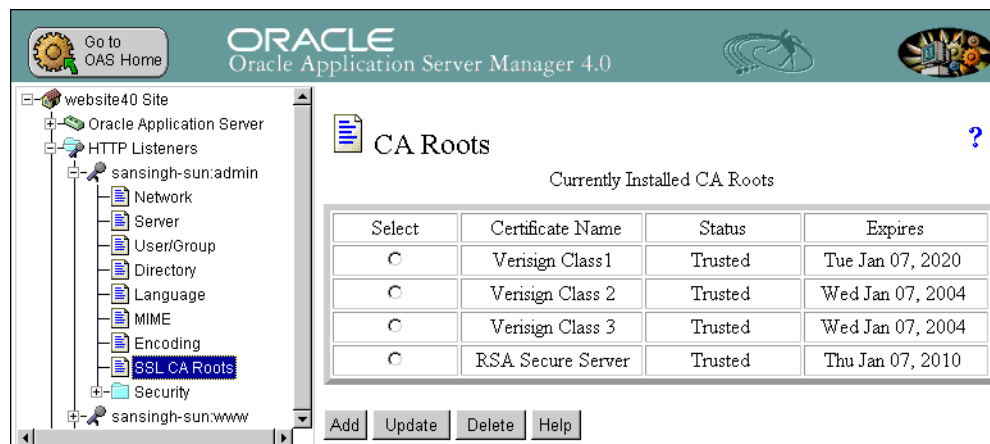 Go to
OAS Home
ORACLE
Oracle Application Server Manager 4.0
website40 Site
Oracle Application Server
HTTP Listeners
sansingh-sun:admin
Network
Server
User/Group
Directory
Language
MIME
Encoding
SSL CA Roots
Security
sansingh-sun:www
CA Roots
?
Currently Installed CA Roots
Select Certificate Name Status Expires
Verisign Class1 Trusted Tue Jan 07, 2020
Verisign Class 2 Trusted Wed Jan 07, 2004
Verisign Class 3 Trusted Wed Jan 07, 2004
RSA Secure Server Trusted Thu Jan 07, 2010
Add Update Delete Help